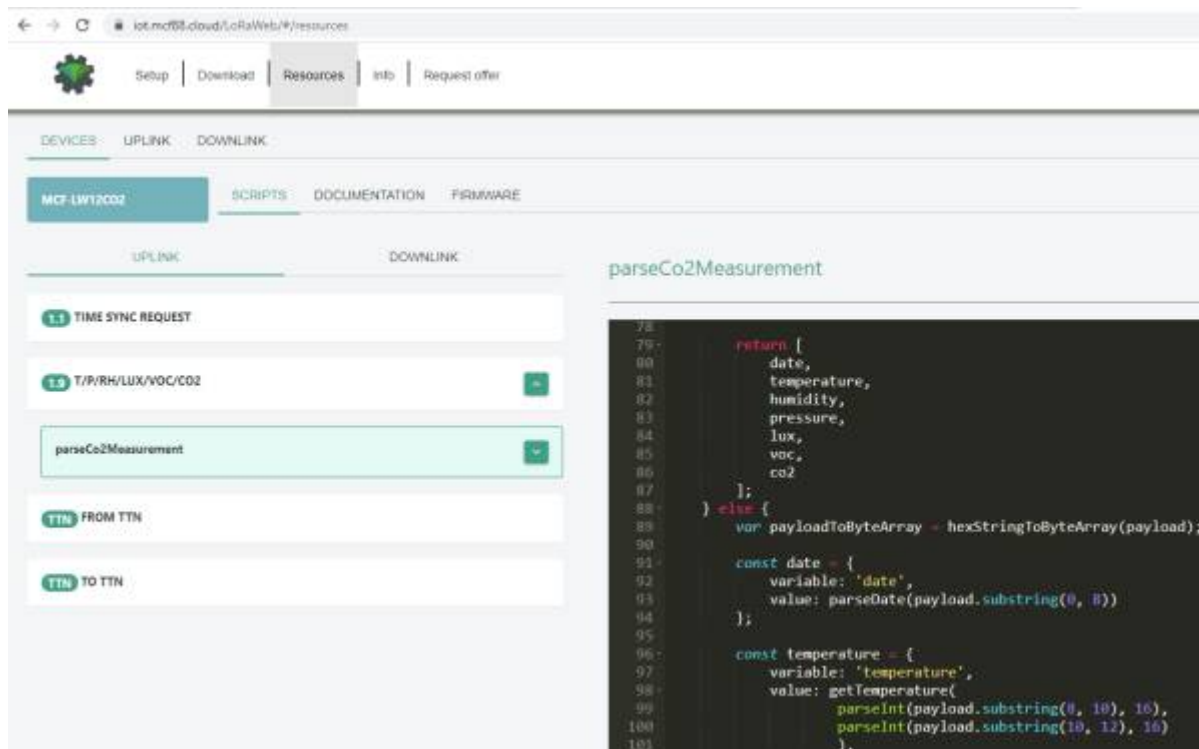 iot.mcf88.cloud/LoRaWeb/#/resources
Setup Download Resources Info Request offer
DEVICES UPLINK DOWNLINK
MCF-LW12CO2 SCRIPTS DOCUMENTATION FIRMWARE
UPLINK DOWNLINK
1.1 TIME SYNC REQUEST
1.9 T/P/RH/LUX/VOC/CO2
parseCo2Measurement
TTN FROM TTN
TTN TO TTN
parseCo2Measurement
78
79 return [
80 date,
81 temperature,
82 humidity,
83 pressure,
84 lux,
85 voc,
86 co2
87 ];
88 } else {
89 var payloadToByteArray = hexStringToByteArray(payload);
90
91 const date = {
92 variable: 'date',
93 value: parseDate(payload.substring(0, 8))
94 };
95
96 const temperature = {
97 variable: 'temperature',
98 value: getTemperature(
99 parseInt(payload.substring(8, 10), 16),
100 parseInt(payload.substring(10, 12), 16)
101 ),